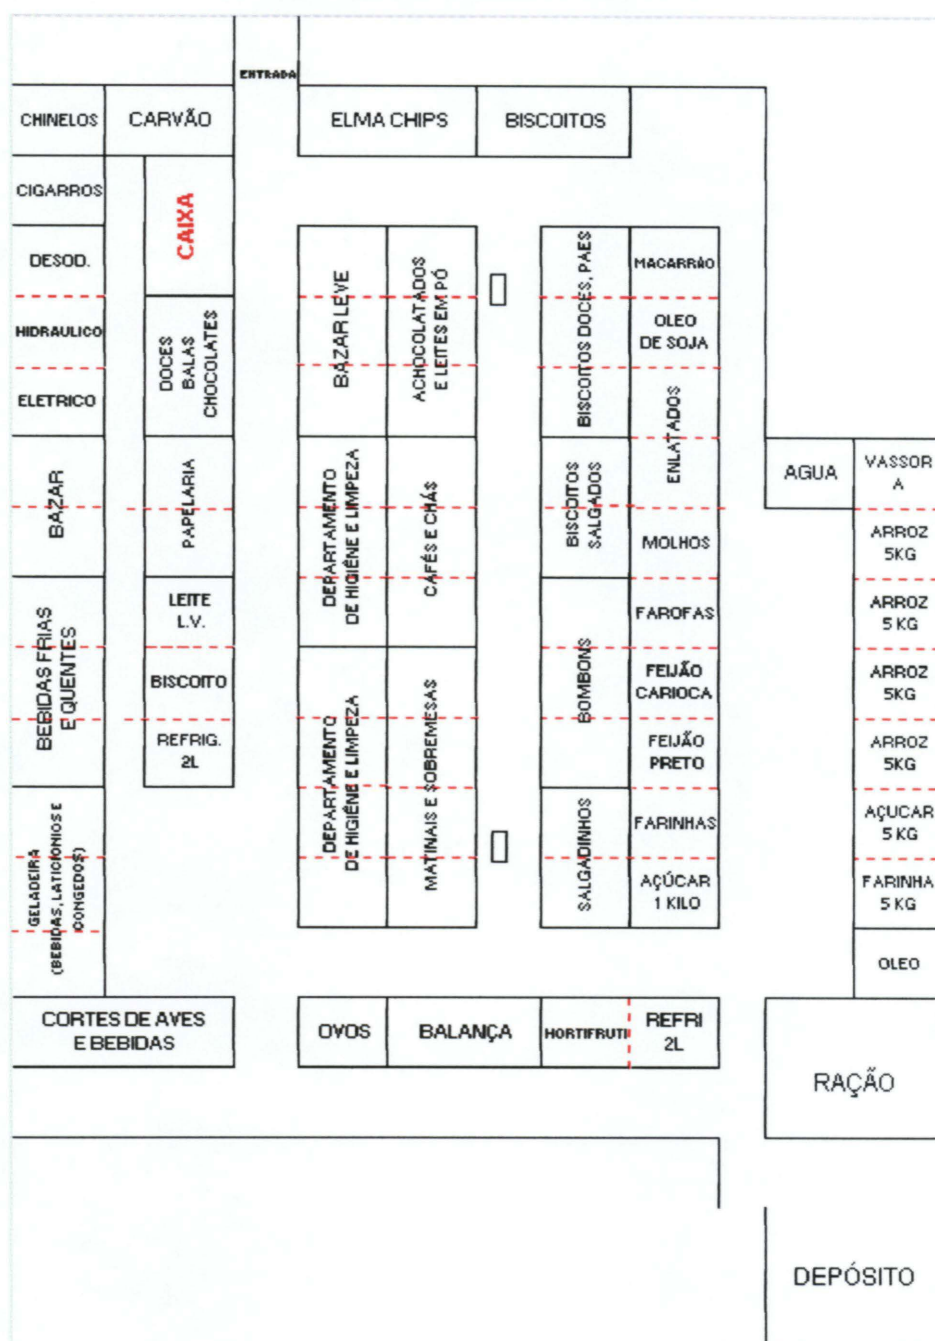 ENTRADA
CHINELOS
CARVÃO
ELMA CHIPS
BISCOITOS
CIGARROS
CAIXA
DESOD.
HIDRAULICO
ELETRICO
DOCES
BALAS
CHOCOLATES
BAZAR
PAPELARIA
BEBIDAS FRIAS
E QUENTES
LEITE
L.V.
BISCOITO
REFRIG.
2L
GELADEIRA
(BEBIDAS, LATICIONIOS E
CONGEDOS)
CORTES DE AVES
E BEBIDAS
BAZAR LEVE
ACHOCOLATADOS
E LEITES EM PÓ
DEPARTAMENTO
DE HIGIÊNE E LIMPEZA
CAFÉS E CHÁS
DEPARTAMENTO
DE HIGIÊNE E LIMPEZA
MATINAIS E SOBREMESAS
BISCOITOS DOCES, PAES
BISCOITOS
SALGADOS
BOMBONS
SALGADINHOS
MACARRÃO
OLEO
DE SOJA
ENLATADOS
MOLHOS
FAROFAS
FEIJÃO
CARIOCA
FEIJÃO
PRETO
FARINHAS
AÇÚCAR
1 KILO
OVOS
BALANÇA
HORTIFRUTI
REFRI
2L
AGUA
VASSOR
A
ARROZ
5KG
ARROZ
5 KG
ARROZ
5KG
ARROZ
5KG
AÇUCAR
5 KG
FARINHA
5 KG
OLEO
RAÇÃO
DEPÓSITO